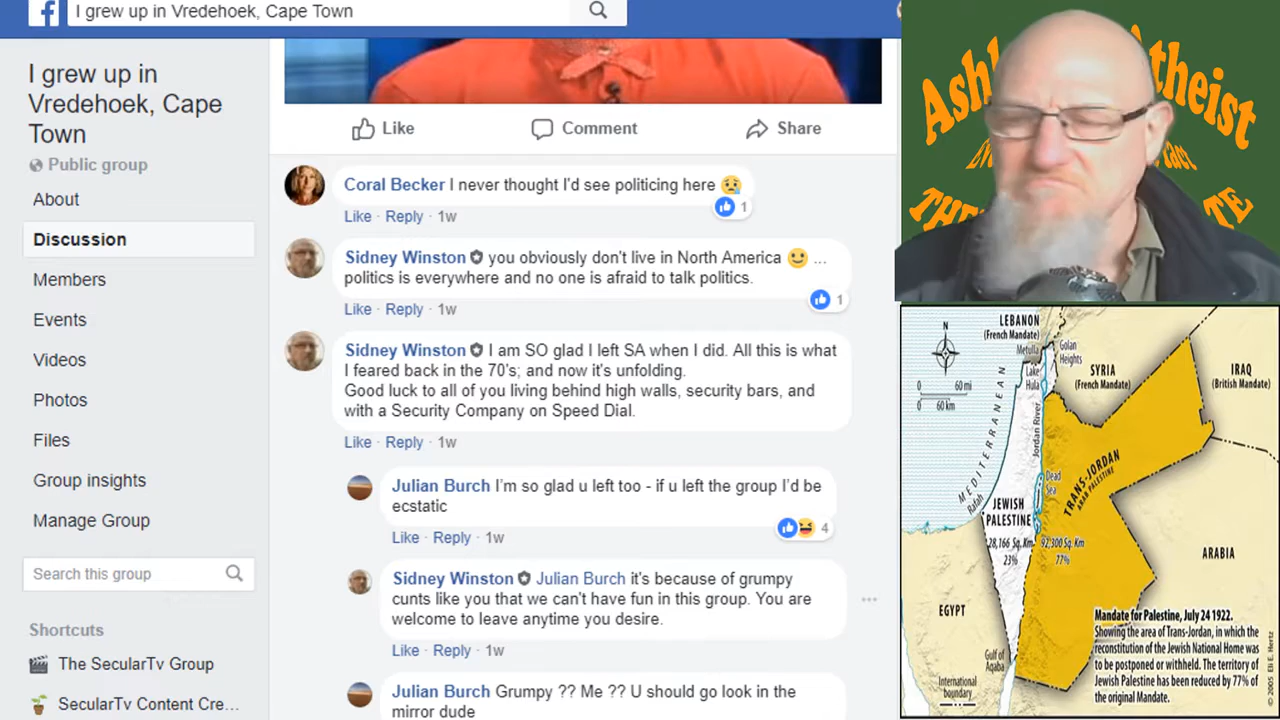 I grew up in Vredehoek, Cape Town
I grew up in
Vredehoek, Cape
Town
Public group
About
Discussion
Members
Events
Videos
Photos
Files
Group insights
Manage Group
Search this group
Shortcuts
The SecularTv Group
SecularTv Content Cre...
Like
Comment
Share
Coral Becker I never thought I'd see politicing here 😢
1
Like · Reply · 1w
Sidney Winston you obviously don't live in North America 😀 ...
politics is everywhere and no one is afraid to talk politics.
1
Like · Reply · 1w
Sidney Winston I am SO glad I left SA when I did. All this is what
I feared back in the 70's; and now it's unfolding.
Good luck to all of you living behind high walls, security bars, and
with a Security Company on Speed Dial.
Like · Reply · 1w
Julian Burch I'm so glad u left too - if u left the group I'd be
ecstatic
4
Like · Reply · 1w
Sidney Winston Julian Burch it's because of grumpy
cunts like you that we can't have fun in this group. You are
welcome to leave anytime you desire.
Like · Reply · 1w
Julian Burch Grumpy ?? Me ?? U should go look in the
mirror dude
Ash
theist
TE
N
0 60 mi
0 60 km
LEBANON
(French Mandate)
Metulla
Golan
Heights
Lake
Hula
SYRIA
(French Mandate)
IRAQ
(British Mandate)
MEDITERRANEAN
Jordan River
Rafah
Dead
Sea
TRANS-JORDAN
ARAB PALESTINE
JEWISH
PALESTINE
28,166 Sq. Km.
23%
92,300 Sq. Km
77%
ARABIA
EGYPT
Gulf of
Aqaba
International
boundary
Mandate for Palestine, July 24 1922.
Showing the area of Trans-Jordan, in which the
reconstitution of the Jewish National Home was
to be postponed or withheld. The territory of
Jewish Palestine has been reduced by 77% of
the original Mandate.
© 2005 Eli E. Hertz